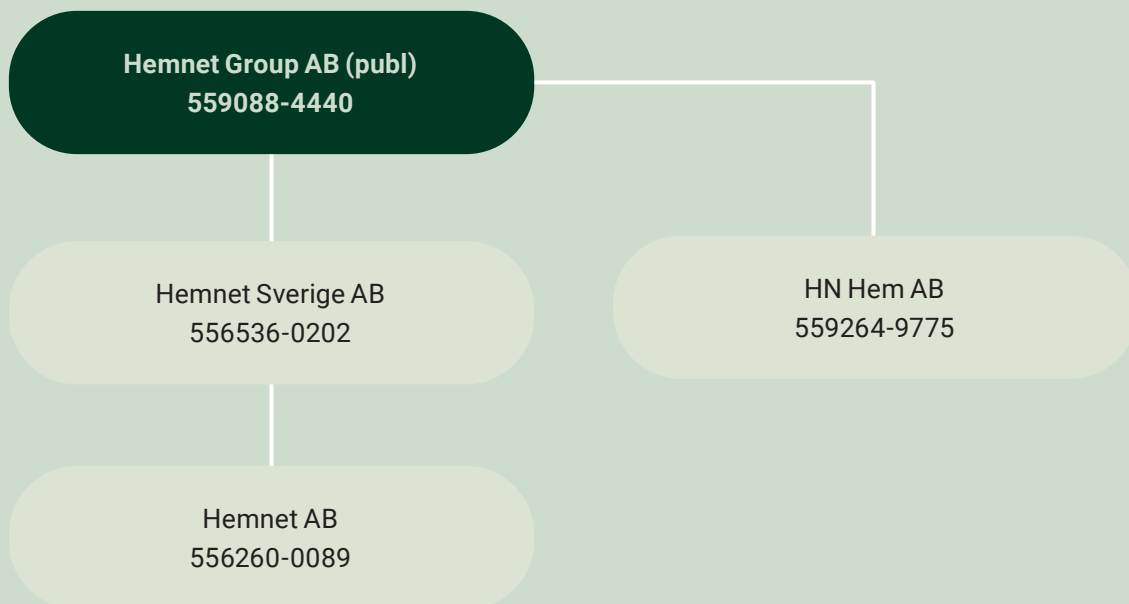 Hemnet Group AB (publ)
559088-4440
Hemnet Sverige AB
556536-0202
HN Hem AB
559264-9775
Hemnet AB
556260-0089